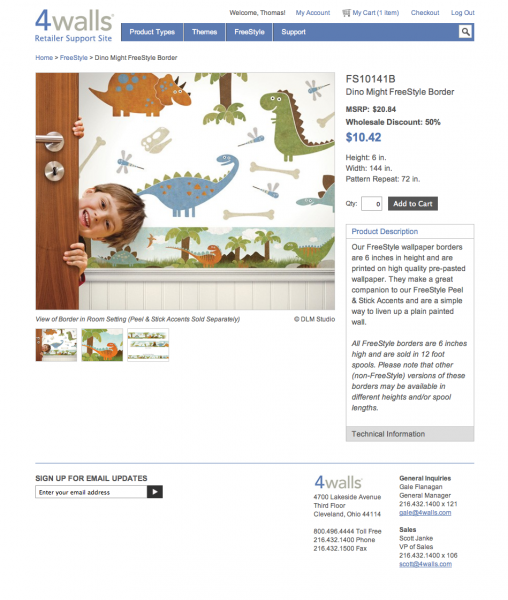 4walls®
Retailer Support Site
Welcome, Thomas! My Account My Cart (1 item) Checkout Log Out
Product Types Themes FreeStyle Support
Home > FreeStyle > Dino Might FreeStyle Border
FS10141B
Dino Might FreeStyle Border
MSRP: $20.84
Wholesale Discount: 50%
$10.42
Height: 6 in.
Width: 144 in.
Pattern Repeat: 72 in.
Qty: 0 Add to Cart
Product Description
Our FreeStyle wallpaper borders
are 6 inches in height and are
printed on high quality pre-pasted
wallpaper. They make a great
companion to our FreeStyle Peel
& Stick Accents and are a simple
way to liven up a plain painted
wall.
All FreeStyle borders are 6 inches
high and are sold in 12 foot
spools. Please note that other
(non-FreeStyle) versions of these
borders may be available in
different heights and/or spool
lengths.
Technical Information
View of Border in Room Setting (Peel & Stick Accents Sold Separately) © DLM Studio
SIGN UP FOR EMAIL UPDATES
Enter your email address
4walls®
4700 Lakeside Avenue
Third Floor
Cleveland, Ohio 44114
800.496.4444 Toll Free
216.432.1400 Phone
216.432.1500 Fax
General Inquiries
Gale Flanagan
General Manager
216.432.1400 x 121
gale@4walls.com
Sales
Scott Janke
VP of Sales
216.432.1400 x 106
scott@4walls.com